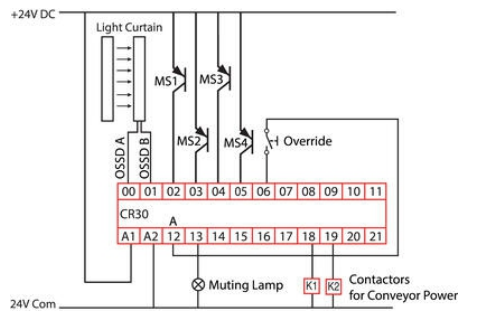 +24V DC
Light Curtain
MS1
MS3
MS2
MS4
Override
OSSD A
OSSD B
00 01 02 03 04 05 06 07 08 09 10 11
CR30
A
A1 A2 12 13 14 15 16 17 18 19 20 21
Muting Lamp
K1 K2
Contactors
for Conveyor Power
24V Com